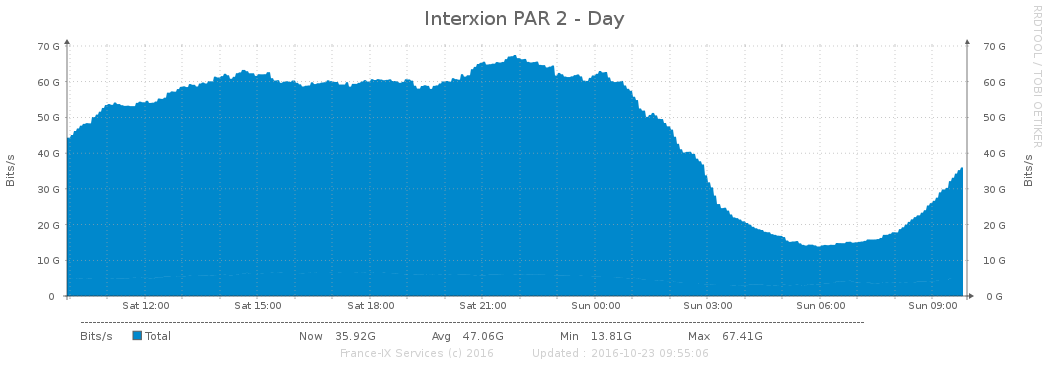 Interxion PAR 2 - Day
RRDTOOL / TOBI OETIKER
70 G 70 G
60 G 60 G
50 G 50 G
40 G 40 G
30 G 30 G
20 G 20 G
10 G 10 G
0 0 G
Bits/s
Bits/s
Sat 12:00 Sat 15:00 Sat 18:00 Sat 21:00 Sun 00:00 Sun 03:00 Sun 06:00 Sun 09:00
Bits/s Total Now 35.92G Avg 47.06G Min 13.81G Max 67.41G
France-IX Services (c) 2016 Updated : 2016-10-23 09:55:06